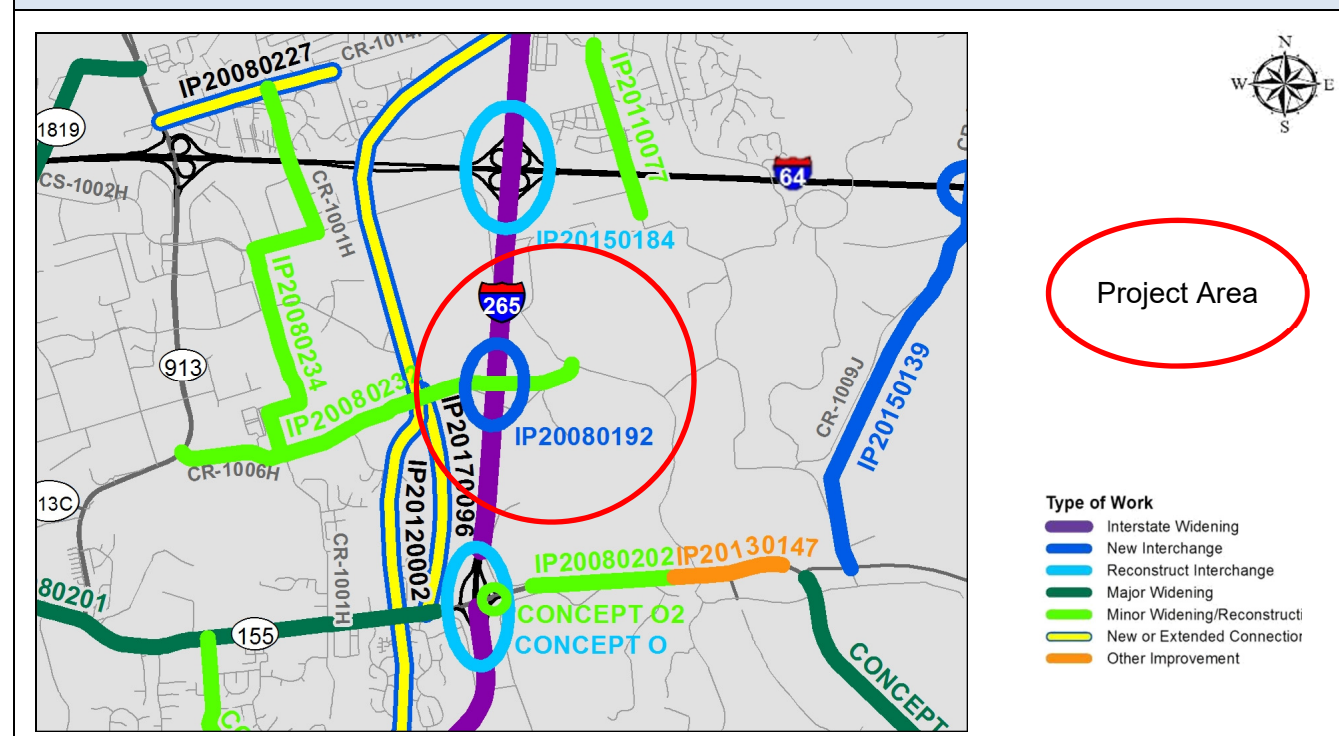 IP20080227
CR-1014
1819
CS-1002H
CR-1001H
IP20110077
64
N
W
E
S
IP20150184
265
IP20080234
913
IP2008023
IP20080192
IP20170096
IP20120002
CR-1006H
13C
CR-1001H
CR-1009J
IP20150139
80201
155
IP20080202
IP20130147
CONCEPT O2
CONCEPT O
CONCEPT
Project Area
Type of Work
Interstate Widening
New Interchange
Reconstruct Interchange
Major Widening
Minor Widening/Reconstructi
New or Extended Connection
Other Improvement